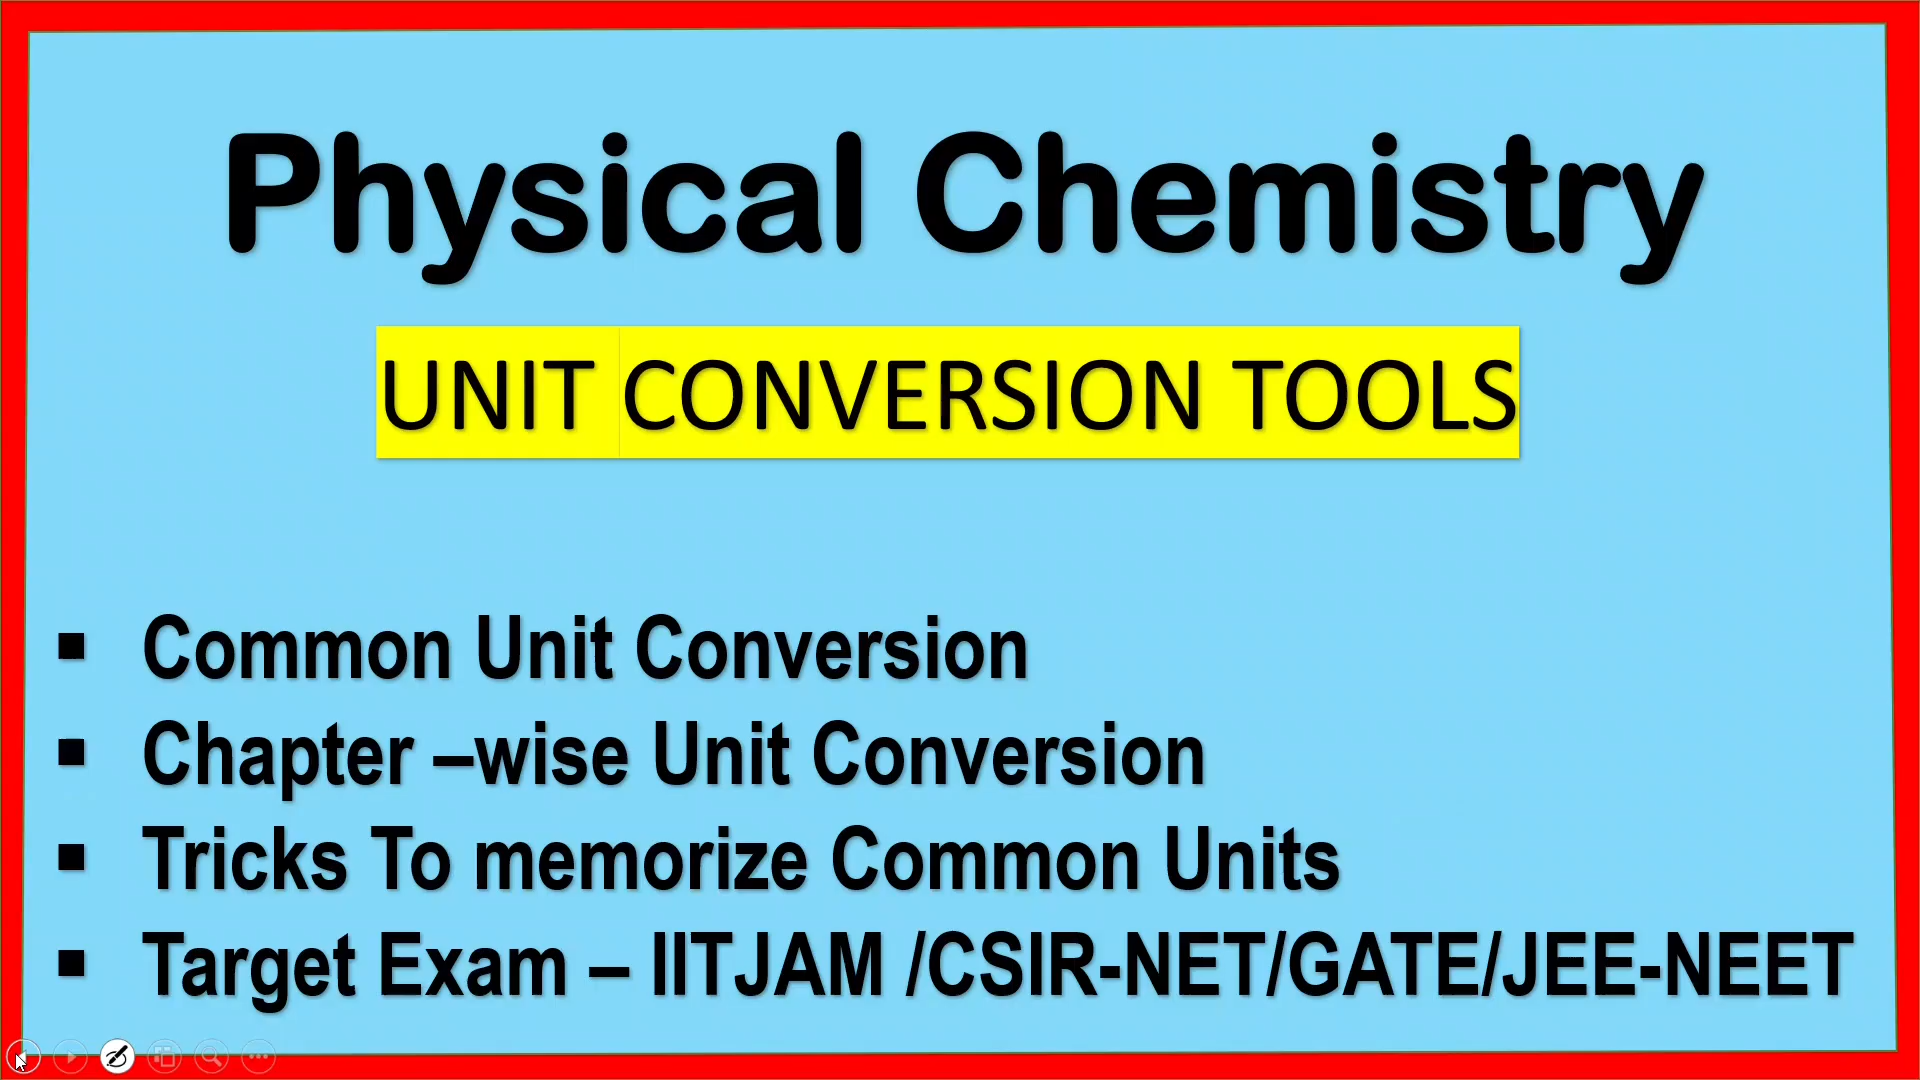 Physical Chemistry
UNIT CONVERSION TOOLS
▪ Common Unit Conversion
▪ Chapter –wise Unit Conversion
▪ Tricks To memorize Common Units
▪ Target Exam – IITJAM /CSIR-NET/GATE/JEE-NEET